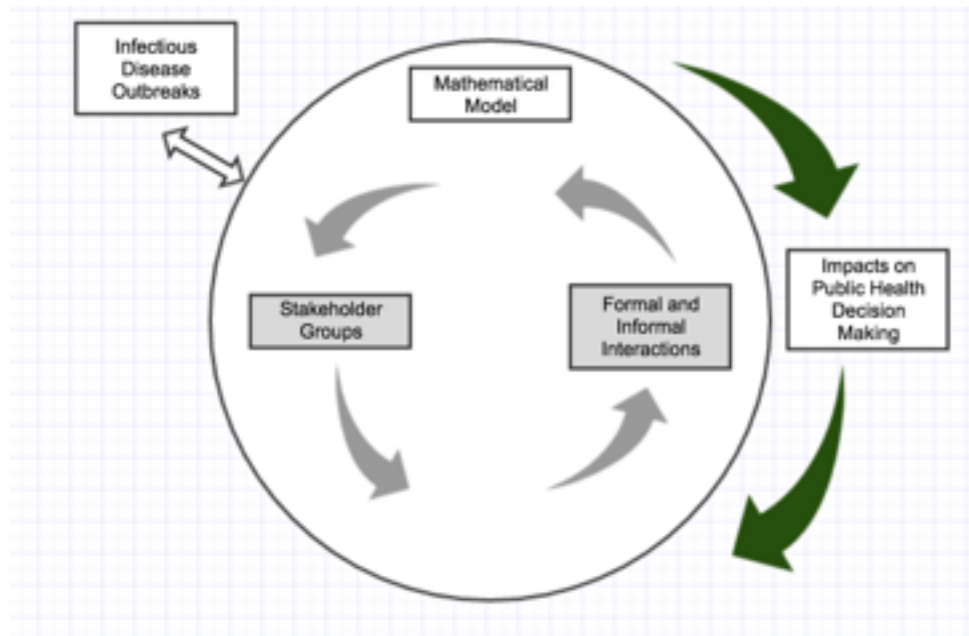 Infectious
Disease
Outbreaks
Mathematical
Model
Stakeholder
Groups
Formal and
Informal
Interactions
Impacts on
Public Health
Decision
Making